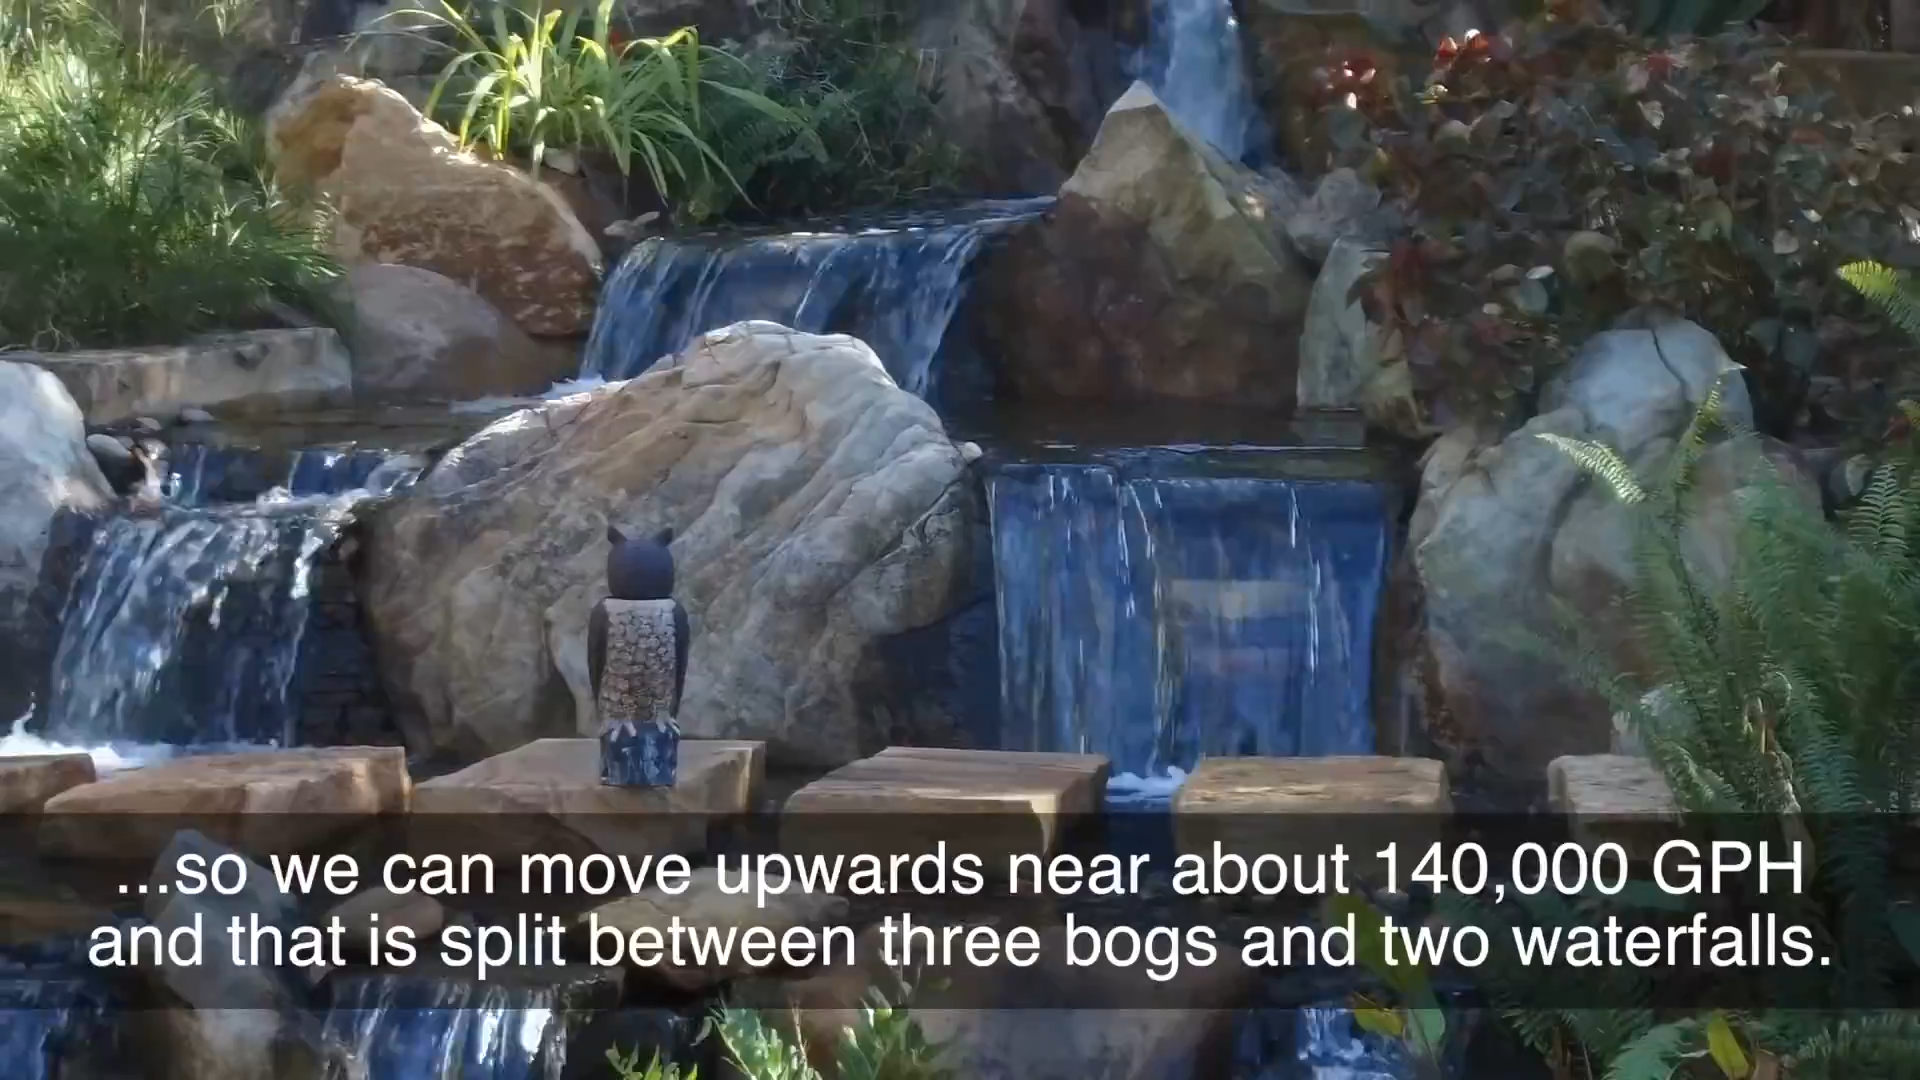 ...so we can move upwards near about 140,000 GPH
and that is split between three bogs and two waterfalls.